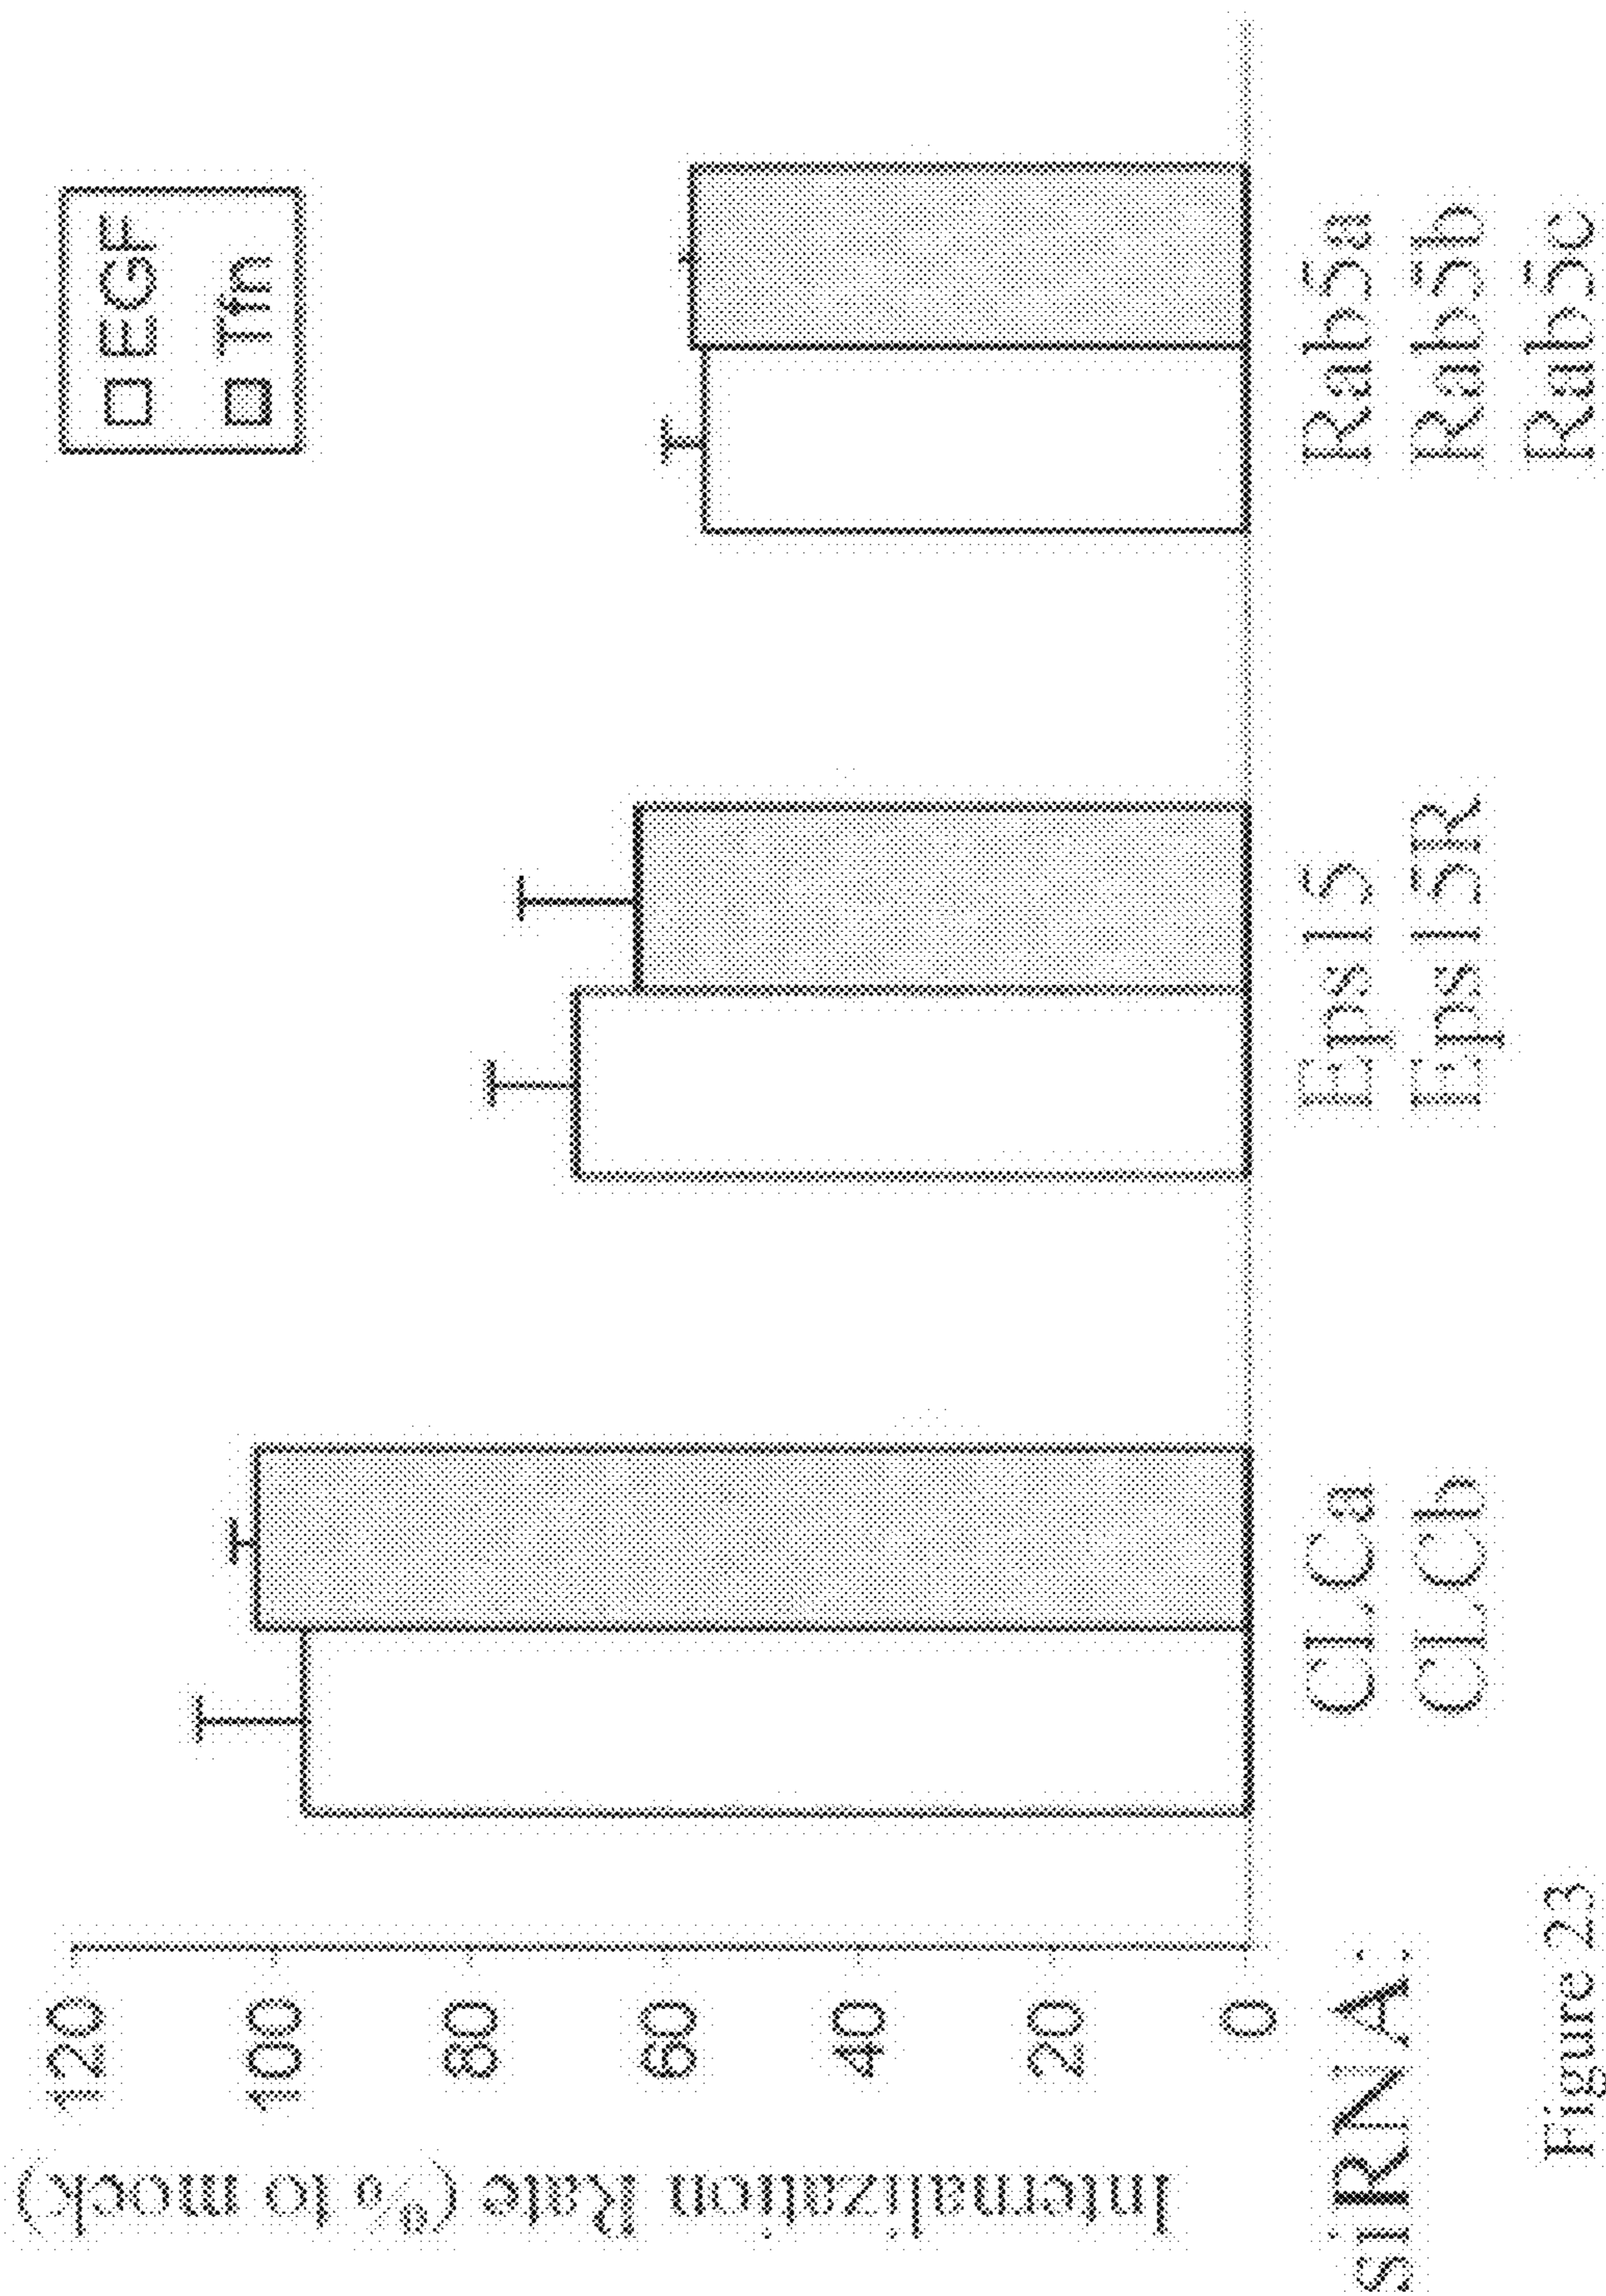 Internalization Rate (% to mock)
120
100
80
60
40
20
0
EGF
Tfn
siRNA:
CLCa
CLCb
Eps15
Eps15R
Rab5a
Rab5b
Rab5c
Figure 23